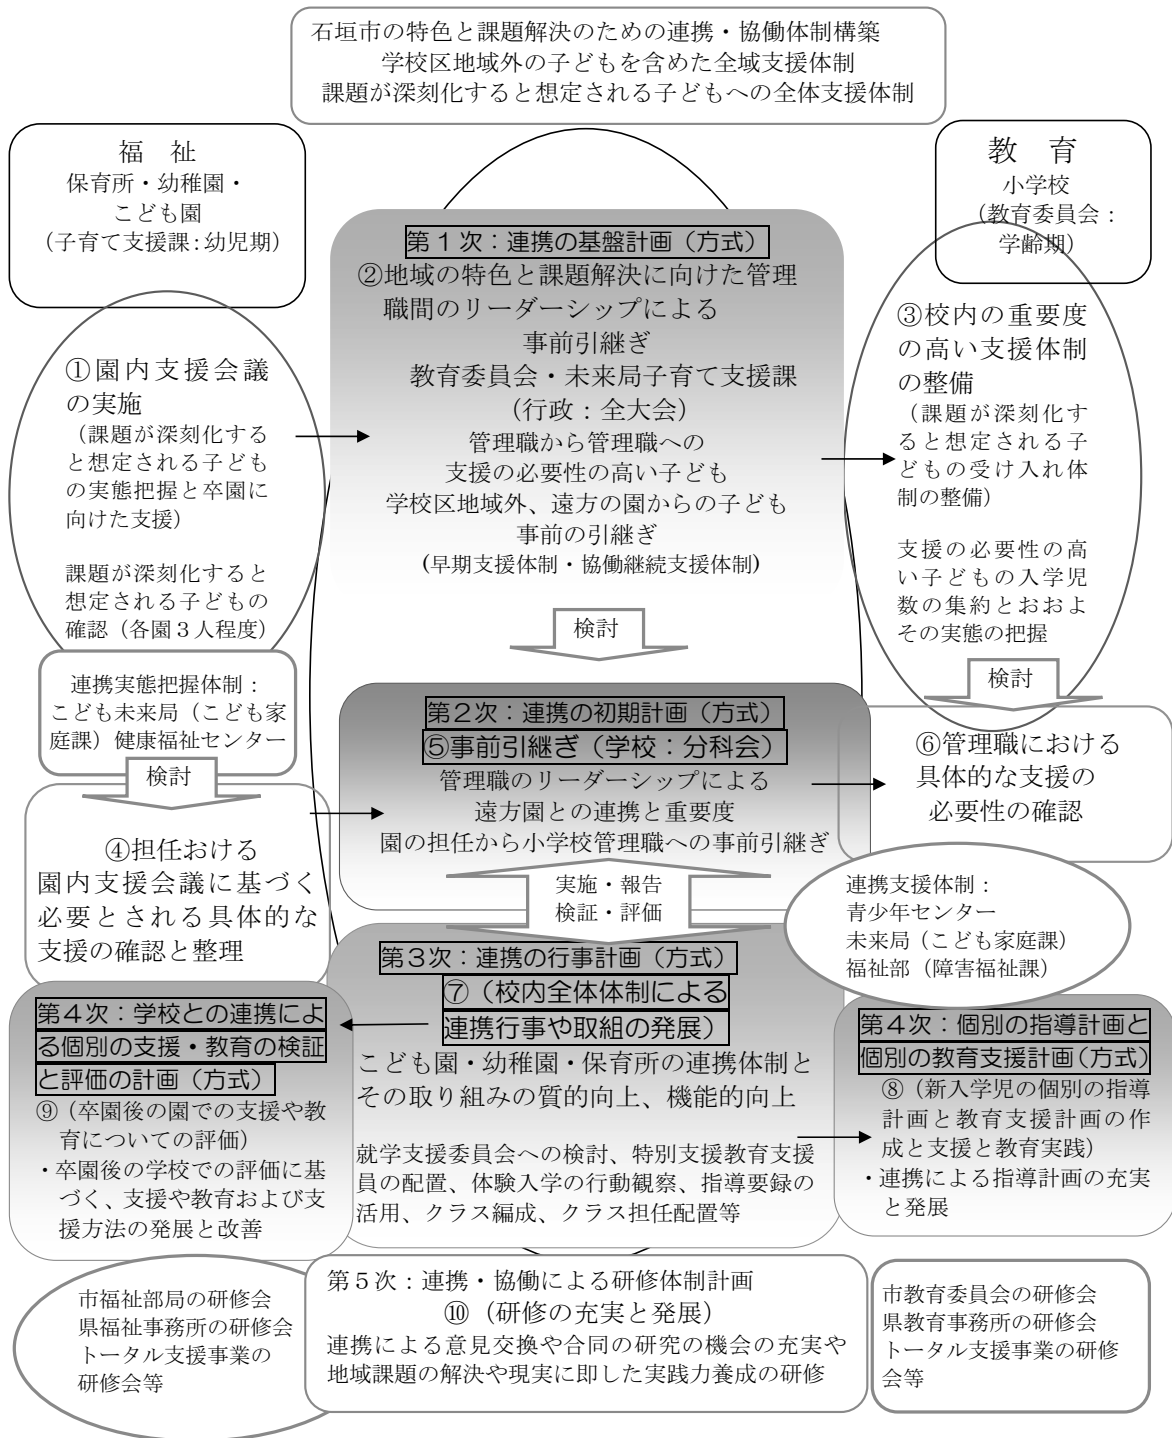 石垣市の特色と課題解決のための連携・協働体制構築
学校区地域外の子どもを含めた全域支援体制
課題が深刻化すると想定される子どもへの全体支援体制
福　祉
保育所・幼稚園・
こども園
（子育て支援課：幼児期）
教　育
小学校
（教育委員会：
学齢期）
第１次：連携の基盤計画（方式）
②地域の特色と課題解決に向けた管理
職間のリーダーシップによる
事前引継ぎ
教育委員会・未来局子育て支援課
（行政：全大会）
管理職から管理職への
支援の必要性の高い子ども
学校区地域外、遠方の園からの子ども
事前の引継ぎ
(早期支援体制・協働継続支援体制)
①園内支援会議
の実施
（課題が深刻化する
と想定される子ども
の実態把握と卒園に
向けた支援）
課題が深刻化すると
想定される子どもの
確認（各園３人程度）
③校内の重要度
の高い支援体制
の整備
（課題が深刻化す
ると想定される子
どもの受け入れ体
制の整備）
支援の必要性の高
い子どもの入学児
数の集約とおおよ
その実態の把握
検討
連携実態把握体制：
こども未来局（こども家
庭課）健康福祉センター
検討
検討
第２次：連携の初期計画（方式）
⑤事前引継ぎ（学校：分科会）
管理職のリーダーシップによる
遠方園との連携と重要度
園の担任から小学校管理職への事前引継ぎ
⑥管理職における
具体的な支援の
必要性の確認
④担任おける
園内支援会議に基づく
必要とされる具体的な
支援の確認と整理
実施・報告
検証・評価
連携支援体制：
青少年センター
未来局（こども家庭課）
福祉部（障害福祉課）
第３次：連携の行事計画（方式）
⑦（校内全体体制による
連携行事や取組の発展）
こども園・幼稚園・保育所の連携体制と
その取り組みの質的向上、機能的向上
就学支援委員会への検討、特別支援教育支援
員の配置、体験入学の行動観察、指導要録の
活用、クラス編成、クラス担任配置等
第４次：学校との連携によ
る個別の支援・教育の検証
と評価の計画（方式）
⑨（卒園後の園での支援や教
育についての評価）
・卒園後の学校での評価に基
づく、支援や教育および支
援方法の発展と改善
第４次：個別の指導計画と
個別の教育支援計画(方式）
⑧（新入学児の個別の指導
計画と教育支援計画の作
成と支援と教育実践）
・連携による指導計画の充実
と発展
市福祉部局の研修会
県福祉事務所の研修会
トータル支援事業の
研修会等
第５次：連携・協働による研修体制計画
⑩（研修の充実と発展）
連携による意見交換や合同の研究の機会の充実や
地域課題の解決や現実に即した実践力養成の研修
市教育委員会の研修会
県教育事務所の研修会
トータル支援事業の研修
会等